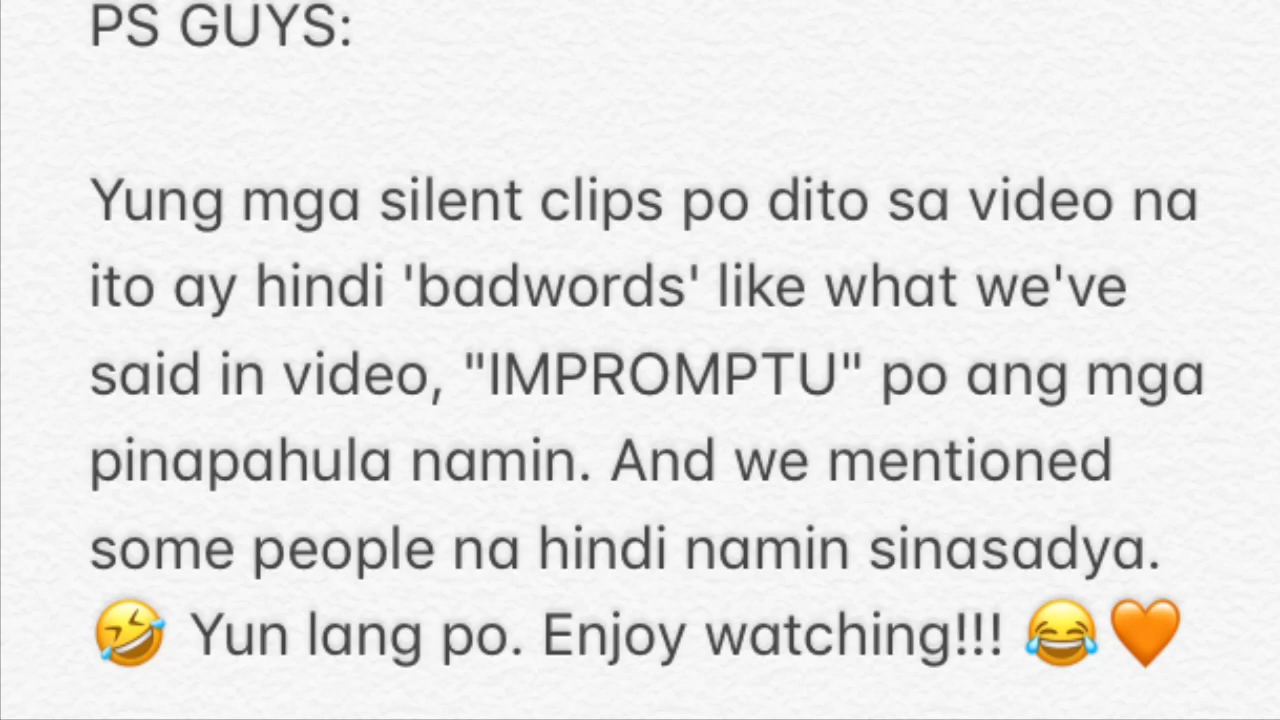 PS GUYS:
Yung mga silent clips po dito sa video na
ito ay hindi 'badwords' like what we've
said in video, "IMPROMPTU" po ang mga
pinapahula namin. And we mentioned
some people na hindi namin sinasadya.
🤣 Yun lang po. Enjoy watching!!! 😂🧡